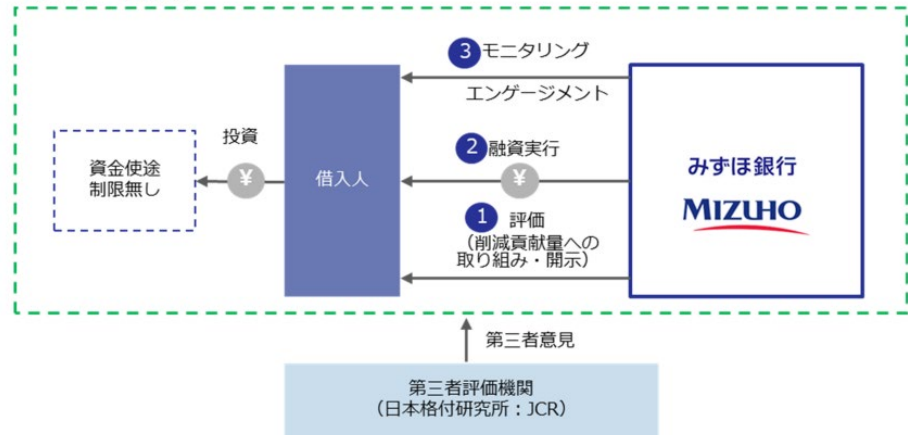 3 モニタリング
エンゲージメント
投資
2 融資実行
資金使途
制限無し
¥
借入人
¥
みずほ銀行
MIZUHO
1 評価
（削減貢献量への
取り組み・開示）
第三者意見
第三者評価機関
（日本格付研究所：JCR）